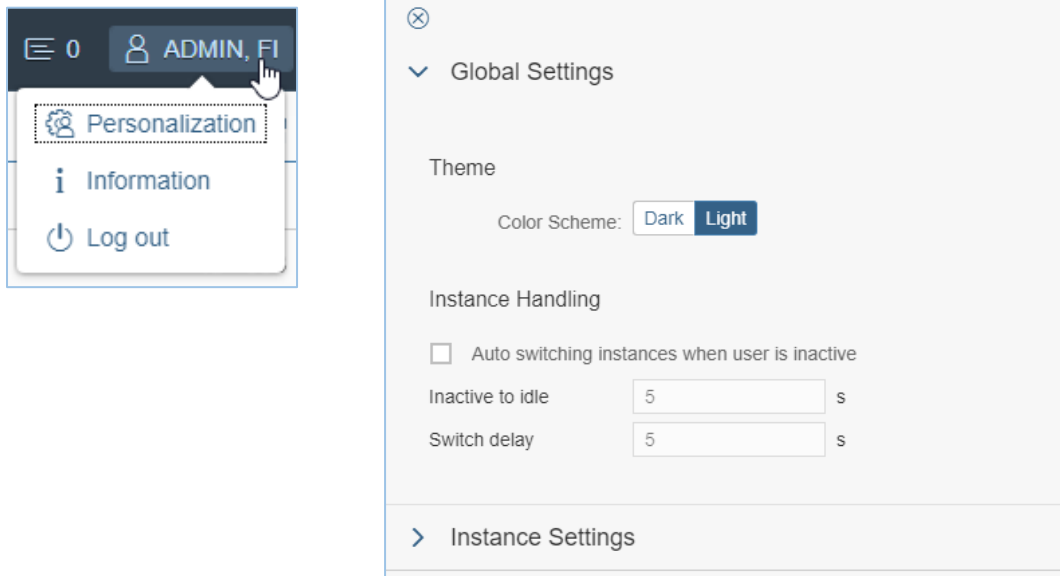 0 ADMIN, FI
Personalization
Information
Log out
Global Settings
Theme
Color Scheme: Dark Light
Instance Handling
Auto switching instances when user is inactive
Inactive to idle 5 s
Switch delay 5 s
Instance Settings